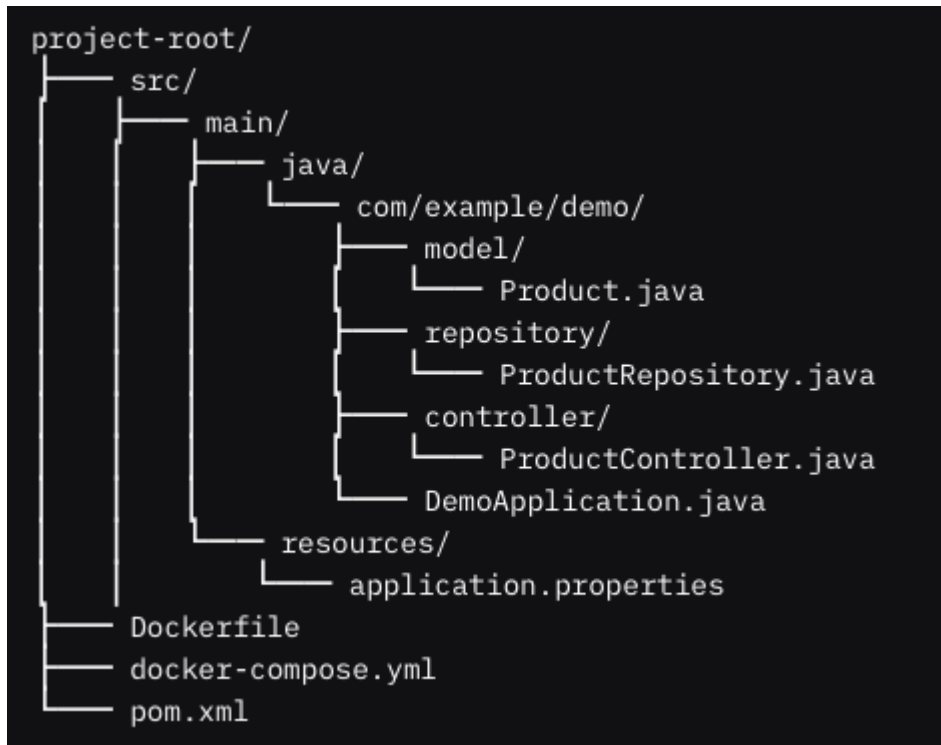 project-root/
src/
main/
java/
com/example/demo/
model/
Product.java
repository/
ProductRepository.java
controller/
ProductController.java
DemoApplication.java
resources/
application.properties
Dockerfile
docker-compose.yml
pom.xml